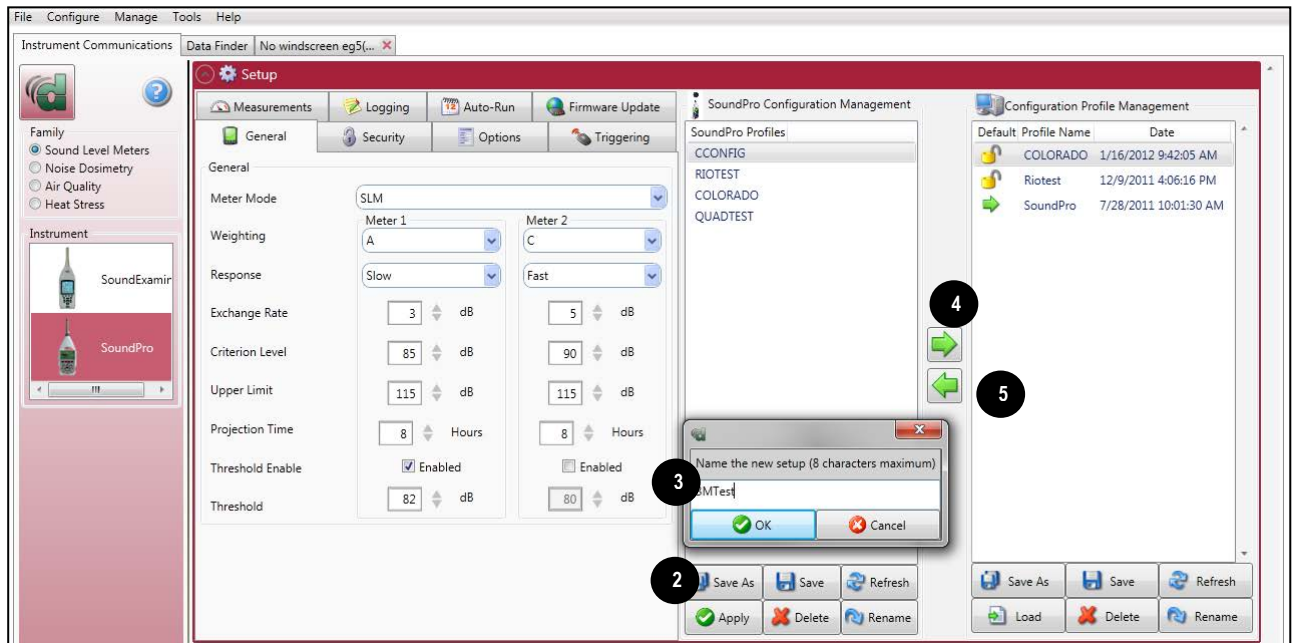 File Configure Manage Tools Help
Instrument Communications Data Finder No windscreen eg5(...
Setup
Measurements Logging Auto-Run Firmware Update
General Security Options Triggering
Family
Sound Level Meters
Noise Dosimetry
Air Quality
Heat Stress
Instrument
SoundExamin
SoundPro
General
Meter Mode SLM
Meter 1 Meter 2
Weighting A C
Response Slow Fast
Exchange Rate 3 dB 5 dB
Criterion Level 85 dB 90 dB
Upper Limit 115 dB 115 dB
Projection Time 8 Hours 8 Hours
Threshold Enable Enabled Enabled
Threshold 82 dB 80 dB
SoundPro Configuration Management
SoundPro Profiles
CCONFIG
RIOTEST
COLORADO
QUADTEST
4
5
Name the new setup (8 characters maximum)
3
OK Cancel
2
Save As Save Refresh
Apply Delete Rename
Configuration Profile Management
Default Profile Name Date
COLORADO 1/16/2012 9:42:05 AM
Riotest 12/9/2011 4:06:16 PM
SoundPro 7/28/2011 10:01:30 AM
Save As Save Refresh
Load Delete Rename